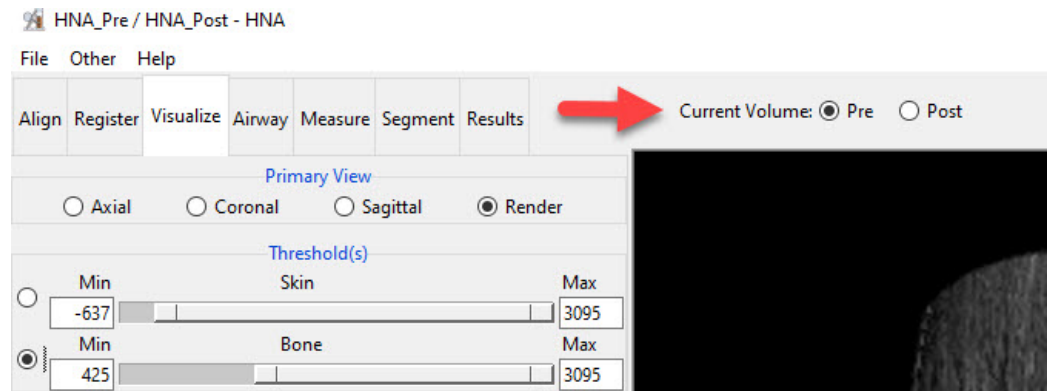 HNA_Pre / HNA_Post - HNA
File Other Help
Align Register Visualize Airway Measure Segment Results
Current Volume: Pre Post
Primary View
Axial Coronal Sagittal Render
Threshold(s)
Min Skin Max
-637 3095
Min Bone Max
425 3095